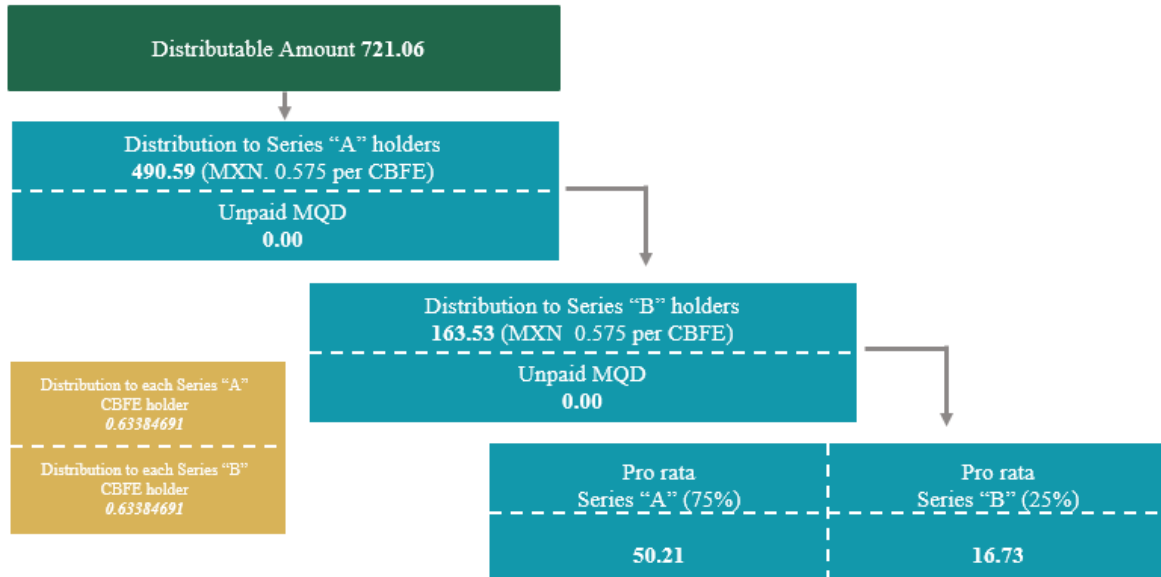 Distributable Amount 721.06
Distribution to Series “A” holders
490.59 (MXN. 0.575 per CBFE)
Unpaid MQD
0.00
Distribution to Series “B” holders
163.53 (MXN 0.575 per CBFE)
Unpaid MQD
0.00
Distribution to each Series “A”
CBFE holder
0.63384691
Distribution to each Series “B”
CBFE holder
0.63384691
Pro rata
Series “A” (75%)
Pro rata
Series “B” (25%)
50.21
16.73